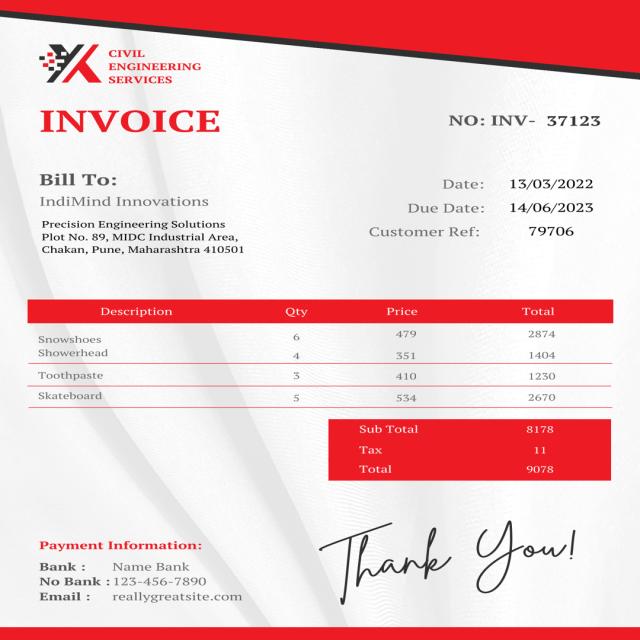 CIVIL
ENGINEERING
SERVICES
INVOICE
NO: INV- 37123
Bill To:
IndiMind Innovations
Precision Engineering Solutions
Plot No. 89, MIDC Industrial Area,
Chakan, Pune, Maharashtra 410501
Date: 13/03/2022
Due Date: 14/06/2023
Customer Ref: 79706
Description Qty Price Total
Snowshoes 6 479 2874
Showerhead 4 351 1404
Toothpaste 3 410 1230
Skateboard 5 534 2670
Sub Total 8178
Tax 11
Total 9078
Payment Information:
Bank : Name Bank
No Bank : 123-456-7890
Email : reallygreatsite.com
Thank You!